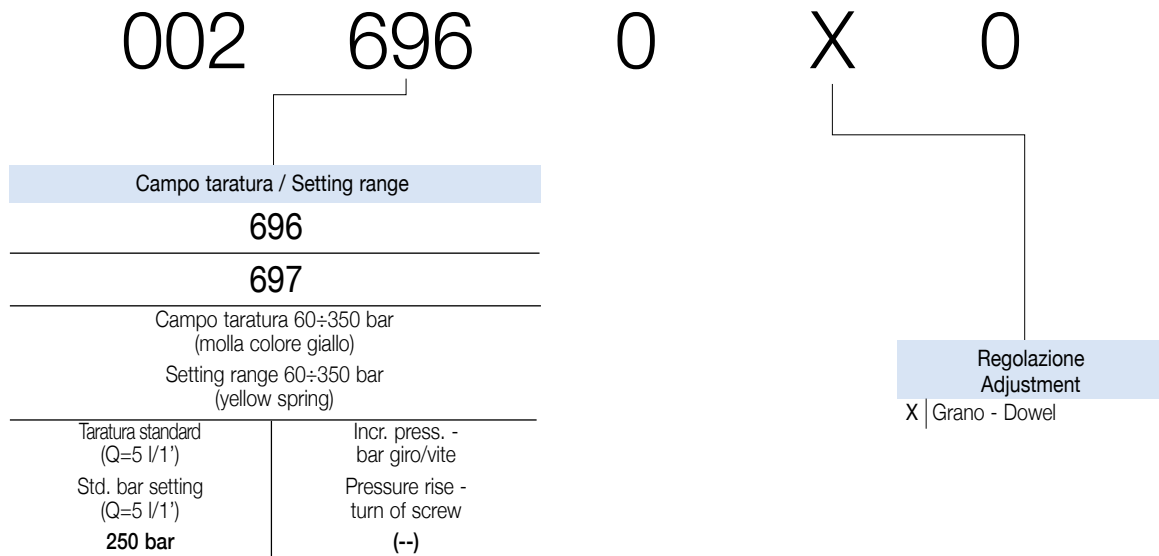 002 696 0 X 0
Campo taratura / Setting range
696
697
Campo taratura 60÷350 bar
(molla colore giallo)
Setting range 60÷350 bar
(yellow spring)
Taratura standard
(Q=5 l/1')
Std. bar setting
(Q=5 l/1')
250 bar
Incr. press. -
bar giro/vite
Pressure rise -
turn of screw
(--)
Regolazione
Adjustment
X Grano - Dowel